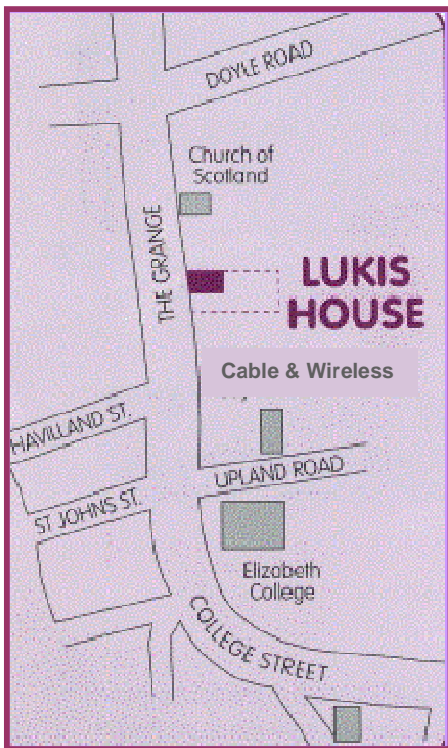 DOYLE ROAD
Church of
Scotland
THE GRANGE
LUKIS
HOUSE
Cable & Wireless
HAVILLAND ST.
UPLAND ROAD
ST JOHNS ST.
Elizabeth
College
COLLEGE STREET